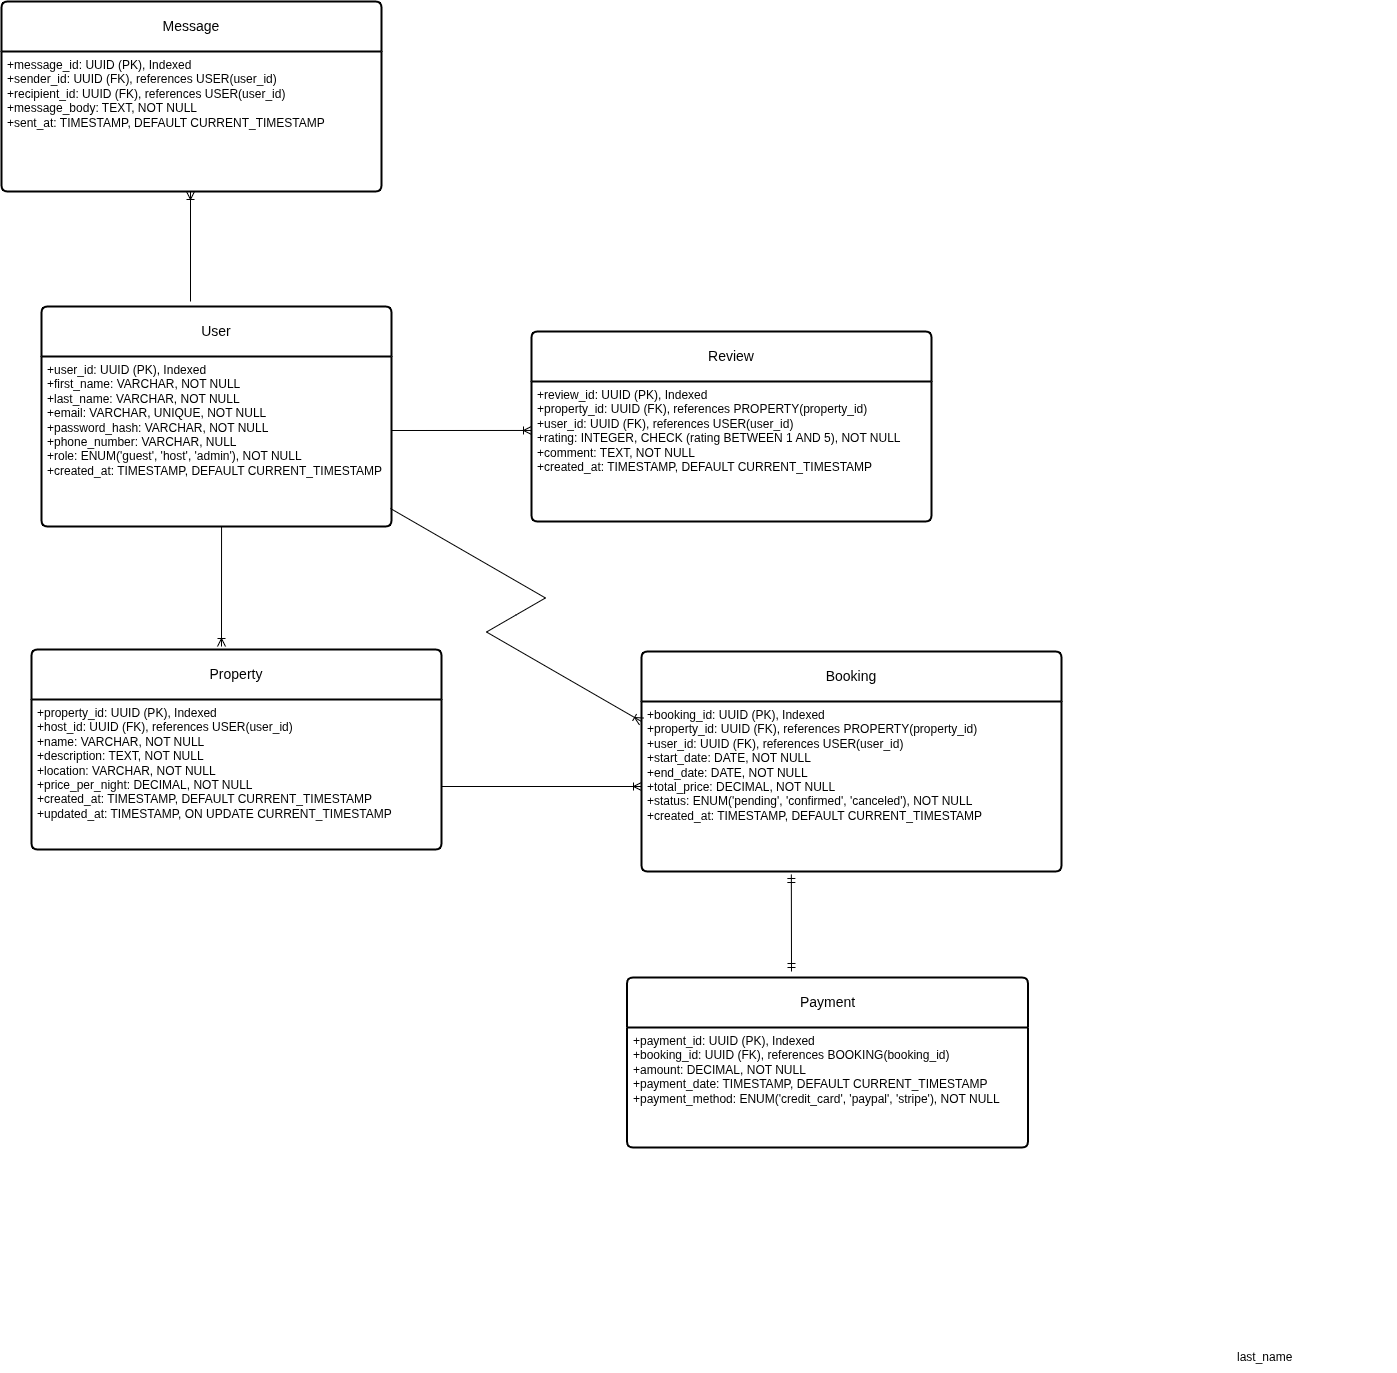 Message
+message_id: UUID (PK), Indexed
+sender_id: UUID (FK), references USER(user_id)
+recipient_id: UUID (FK), references USER(user_id)
+message_body: TEXT, NOT NULL
+sent_at: TIMESTAMP, DEFAULT CURRENT_TIMESTAMP
User
+user_id: UUID (PK), Indexed
+first_name: VARCHAR, NOT NULL
+last_name: VARCHAR, NOT NULL
+email: VARCHAR, UNIQUE, NOT NULL
+password_hash: VARCHAR, NOT NULL
+phone_number: VARCHAR, NULL
+role: ENUM('guest', 'host', 'admin'), NOT NULL
+created_at: TIMESTAMP, DEFAULT CURRENT_TIMESTAMP
Review
+review_id: UUID (PK), Indexed
+property_id: UUID (FK), references PROPERTY(property_id)
+user_id: UUID (FK), references USER(user_id)
+rating: INTEGER, CHECK (rating BETWEEN 1 AND 5), NOT NULL
+comment: TEXT, NOT NULL
+created_at: TIMESTAMP, DEFAULT CURRENT_TIMESTAMP
Property
+property_id: UUID (PK), Indexed
+host_id: UUID (FK), references USER(user_id)
+name: VARCHAR, NOT NULL
+description: TEXT, NOT NULL
+location: VARCHAR, NOT NULL
+price_per_night: DECIMAL, NOT NULL
+created_at: TIMESTAMP, DEFAULT CURRENT_TIMESTAMP
+updated_at: TIMESTAMP, ON UPDATE CURRENT_TIMESTAMP
Booking
+booking_id: UUID (PK), Indexed
+property_id: UUID (FK), references PROPERTY(property_id)
+user_id: UUID (FK), references USER(user_id)
+start_date: DATE, NOT NULL
+end_date: DATE, NOT NULL
+total_price: DECIMAL, NOT NULL
+status: ENUM('pending', 'confirmed', 'canceled'), NOT NULL
+created_at: TIMESTAMP, DEFAULT CURRENT_TIMESTAMP
Payment
+payment_id: UUID (PK), Indexed
+booking_id: UUID (FK), references BOOKING(booking_id)
+amount: DECIMAL, NOT NULL
+payment_date: TIMESTAMP, DEFAULT CURRENT_TIMESTAMP
+payment_method: ENUM('credit_card', 'paypal', 'stripe'), NOT NULL
last_name